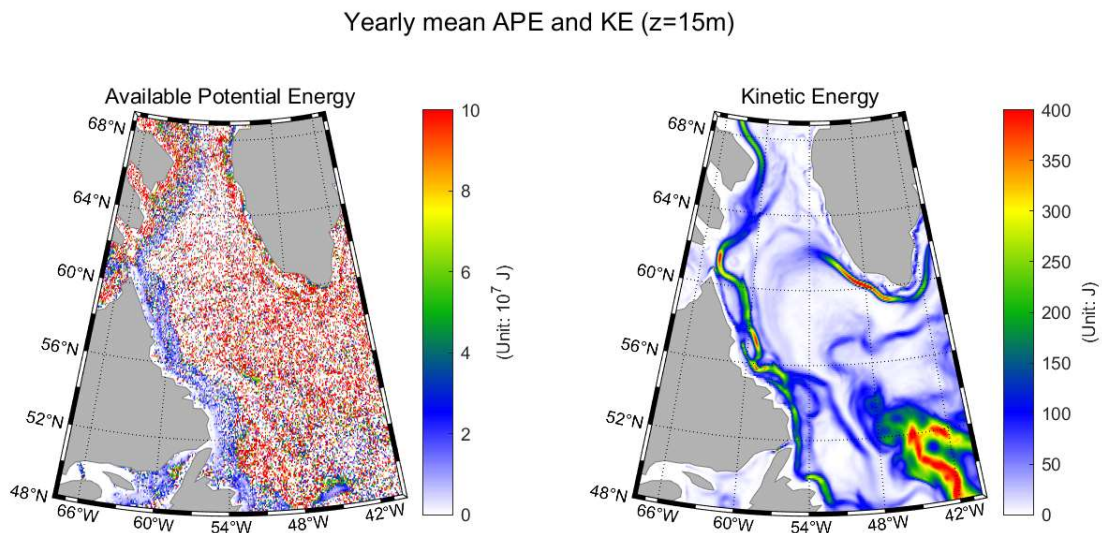 Yearly mean APE and KE (z=15m)
Available Potential Energy
68°N
64°N
60°N
56°N
52°N
48°N
66°W
60°W
54°W
48°W
42°W
10
8
6
4
2
0
(Unit: 10⁷ J)
Kinetic Energy
68°N
64°N
60°N
56°N
52°N
48°N
66°W
60°W
54°W
48°W
42°W
400
350
300
250
200
150
100
50
0
(Unit: J)